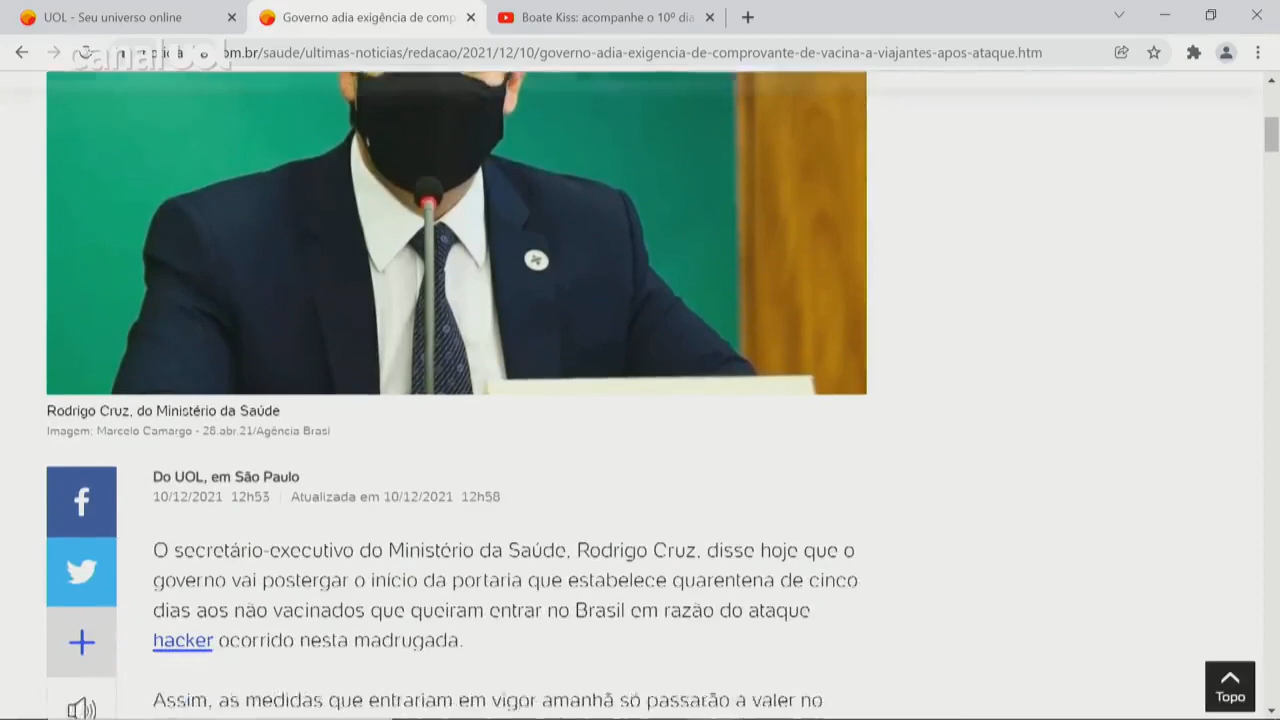 UOL - Seu universo online
Governo adia exigência de comp
Boate Kiss: acompanhe o 10º dia
canalUOL
om.br/saude/ultimas-noticias/redacao/2021/12/10/governo-adia-exigencia-de-comprovante-de-vacina-a-viajantes-apos-ataque.htm
Rodrigo Cruz, do Ministério da Saúde
Imagem: Marcelo Camargo - 28.abr.21/Agência Brasi
Do UOL, em São Paulo
10/12/2021 12h53 | Atualizada em 10/12/2021 12h58
O secretário-executivo do Ministério da Saúde, Rodrigo Cruz, disse hoje que o
governo vai postergar o início da portaria que estabelece quarentena de cinco
dias aos não vacinados que queiram entrar no Brasil em razão do ataque
hacker ocorrido nesta madrugada.
Assim, as medidas que entrariam em vigor amanhã só passarão a valer no
Topo